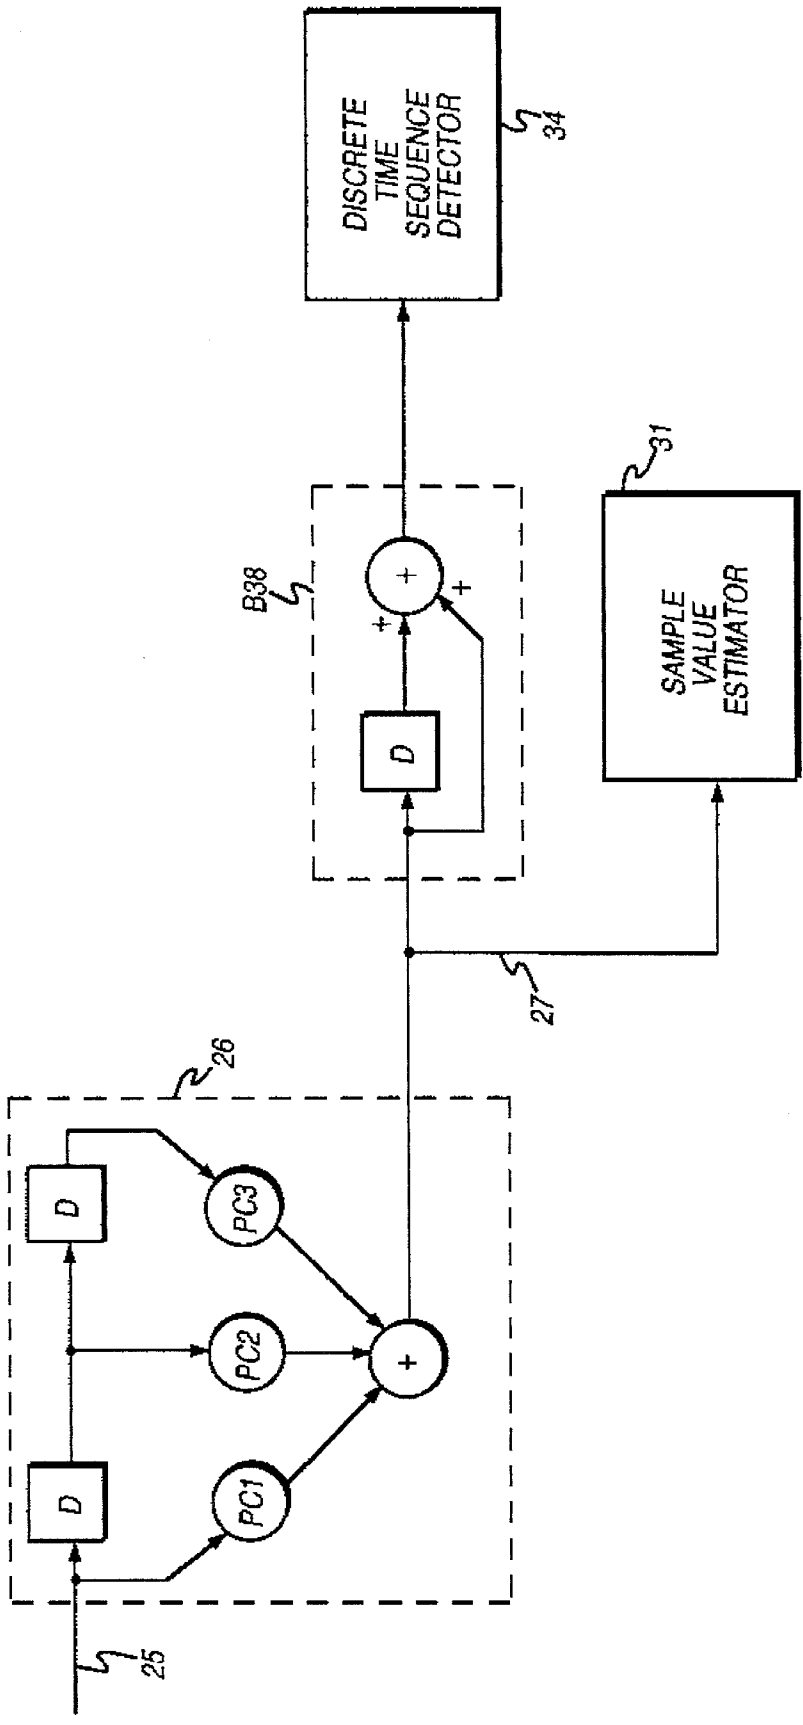 25
26
D
D
PC1
PC2
PC3
+
27
B38
D
+
+
+
DISCRETE
TIME
SEQUENCE
DETECTOR
34
SAMPLE
VALUE
ESTIMATOR
31